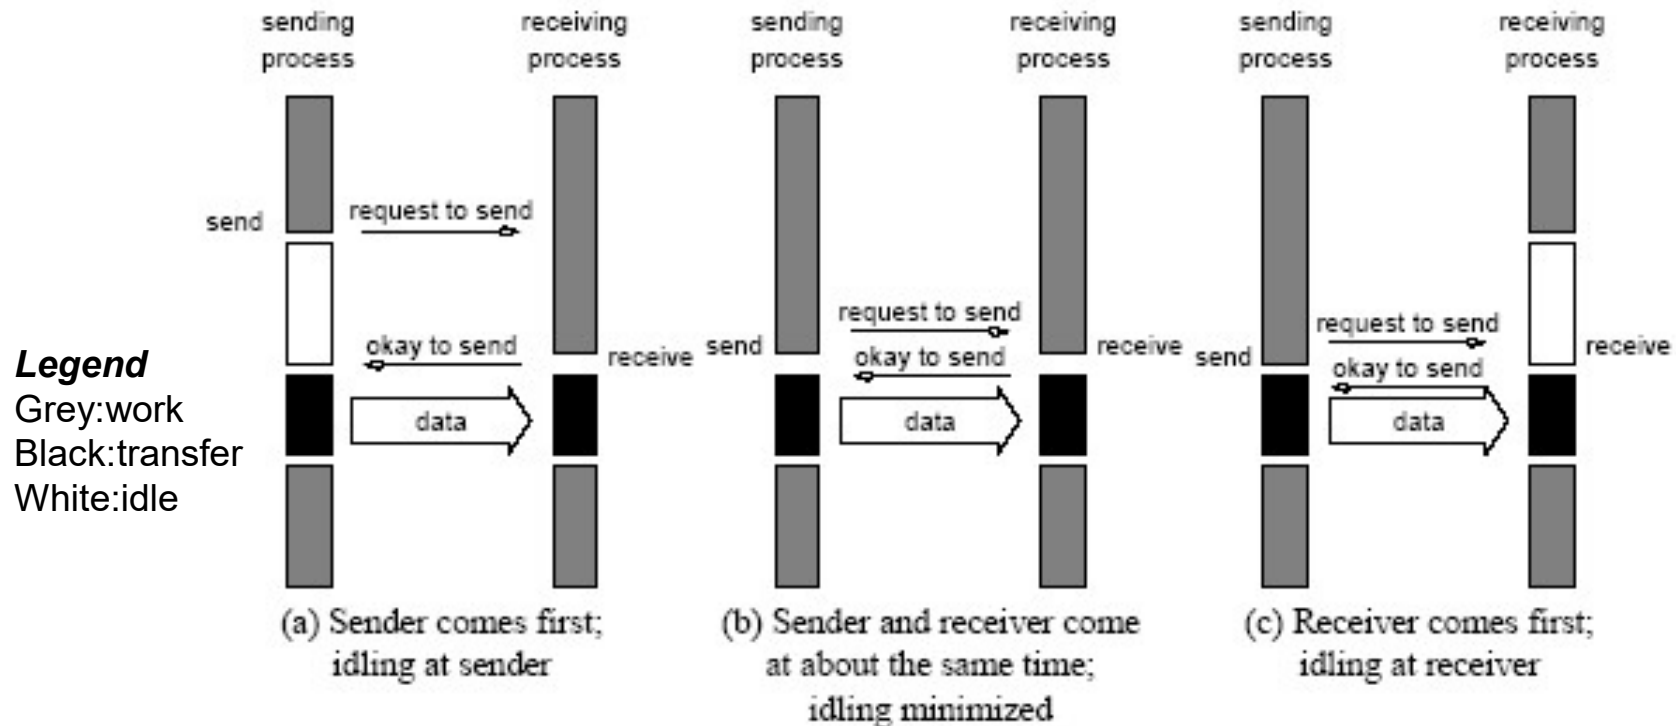 sending
process
receiving
process
send
request to send
okay to send
receive
data
(a) Sender comes first;
idling at sender
sending
process
receiving
process
request to send
send
okay to send
receive
data
(b) Sender and receiver come
at about the same time;
idling minimized
sending
process
receiving
process
request to send
send
okay to send
receive
data
(c) Receiver comes first;
idling at receiver
Legend
Grey:work
Black:transfer
White:idle